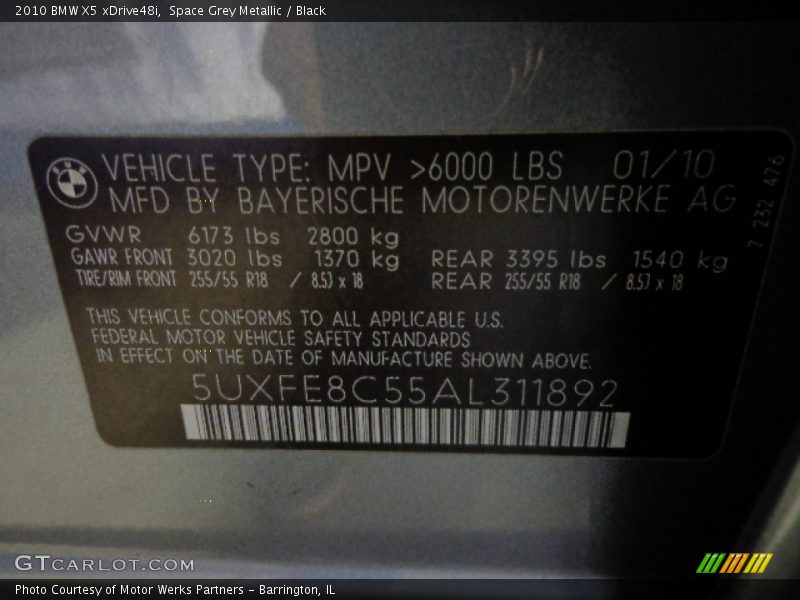 2010 BMW X5 xDrive48i, Space Grey Metallic / Black
VEHICLE TYPE: MPV >6000 LBS 01/10
MFD BY BAYERISCHE MOTORENWERKE AG
7 232 476
GVWR 6173 lbs 2800 kg
GAWR FRONT 3020 lbs 1370 kg REAR 3395 lbs 1540 kg
TIRE/RIM FRONT 255/55 R18 / 8.5J x 18 REAR 255/55 R18 / 8.5J x 18
THIS VEHICLE CONFORMS TO ALL APPLICABLE U.S.
FEDERAL MOTOR VEHICLE SAFETY STANDARDS
IN EFFECT ON THE DATE OF MANUFACTURE SHOWN ABOVE.
5UXFE8C55AL311892
GTCARLOT.COM
Photo Courtesy of Motor Werks Partners - Barrington, IL